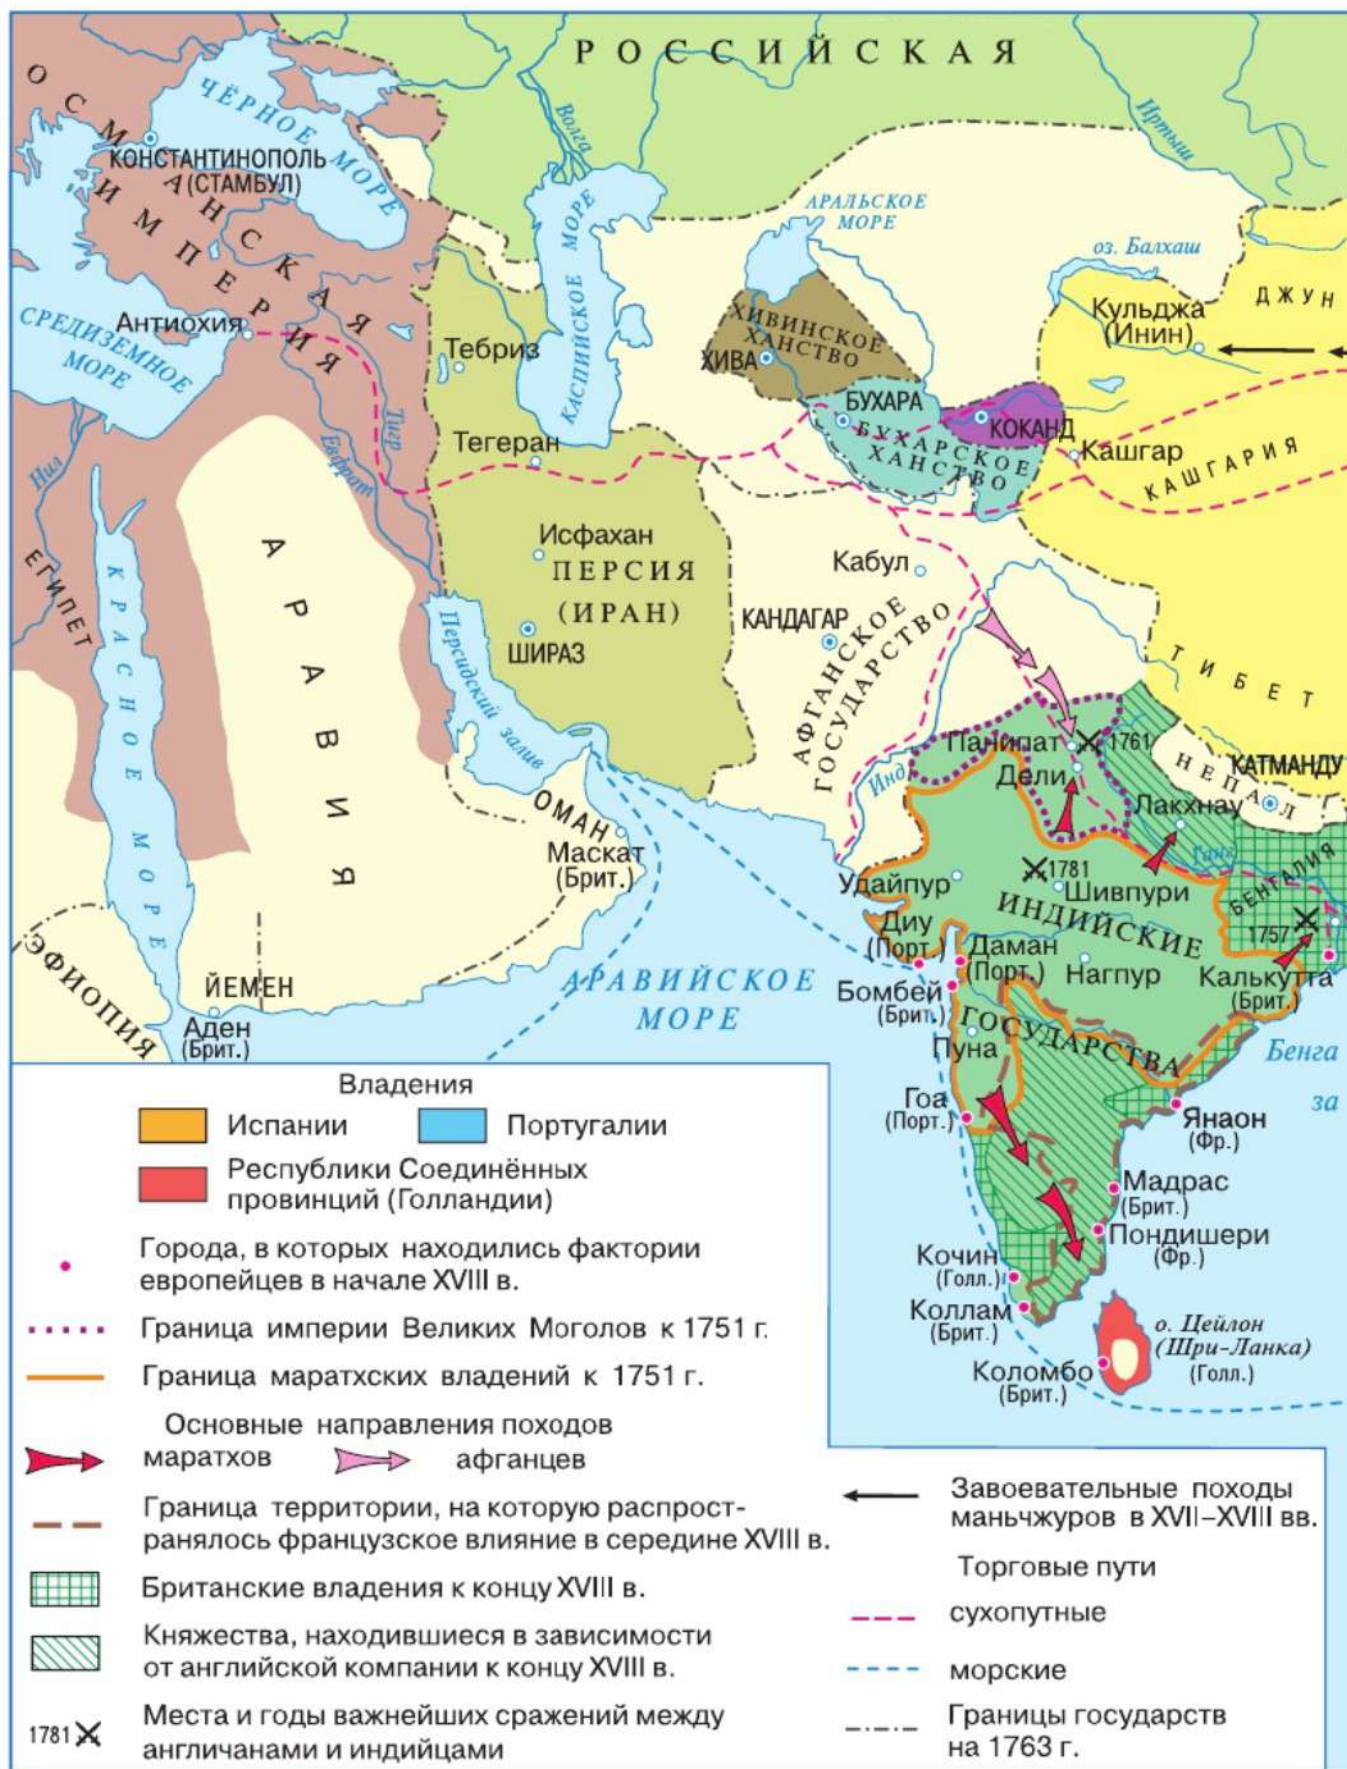 РОССИЙСКАЯ
ОСМАНСКАЯ
ИМПЕРИЯ
ЧЁРНОЕ МОРЕ
КОНСТАНТИНОПОЛЬ
(СТАМБУЛ)
Волга
Иртыш
КАСПИЙСКОЕ МОРЕ
АРАЛЬСКОЕ
МОРЕ
оз. Балхаш
ДЖУН
Кульджа
(Инин)
СРЕДИЗЕМНОЕ
МОРЕ
Антиохия
Тебриз
ХИВИНСКОЕ
ХАНСТВО
ХИВА
БУХАРА
БУХАРСКОЕ
ХАНСТВО
КОКАНД
Кашгар
КАШГАРИЯ
Тигр
Евфрат
Нил
Тегеран
ЕГИПЕТ
КРАСНОЕ МОРЕ
АРАВИЯ
Исфахан
ПЕРСИЯ
(ИРАН)
ШИРАЗ
Персидский залив
Кабул
КАНДАГАР
АФГАНСКОЕ
ГОСУДАРСТВО
ТИБЕТ
Инд
Панипат
1761
Дели
НЕПАЛ
КАТМАНДУ
Лакхнау
Ганг
ОМАН
Маскат
(Брит.)
1781
Удайпур
Шивпури
БЕНГАЛИЯ
ИНДИЙСКИЕ
ГОСУДАРСТВА
1757
Диу
(Порт.)
Даман
(Порт.)
Нагпур
Калькутта
(Брит.)
ЭФИОПИЯ
ЙЕМЕН
Аден
(Брит.)
АРАВИЙСКОЕ
МОРЕ
Бомбей
(Брит.)
Пуна
Бенга
за
Гоа
(Порт.)
Янаон
(Фр.)
Мадрас
(Брит.)
Пондишери
(Фр.)
Кочин
(Голл.)
Коллам
(Брит.)
о. Цейлон
(Шри-Ланка)
(Голл.)
Коломбо
(Брит.)
Владения
Испании
Португалии
Республики Соединённых
провинций (Голландии)
Города, в которых находились фактории
европейцев в начале XVIII в.
Граница империи Великих Моголов к 1751 г.
Граница маратхских владений к 1751 г.
Основные направления походов
маратхов
афганцев
Граница территории, на которую распрост-
ранялось французское влияние в середине XVIII в.
Британские владения к концу XVIII в.
Княжества, находившиеся в зависимости
от английской компании к концу XVIII в.
1781
Места и годы важнейших сражений между
англичанами и индийцами
Завоевательные походы
маньчжуров в XVII–XVIII вв.
Торговые пути
сухопутные
морские
Границы государств
на 1763 г.